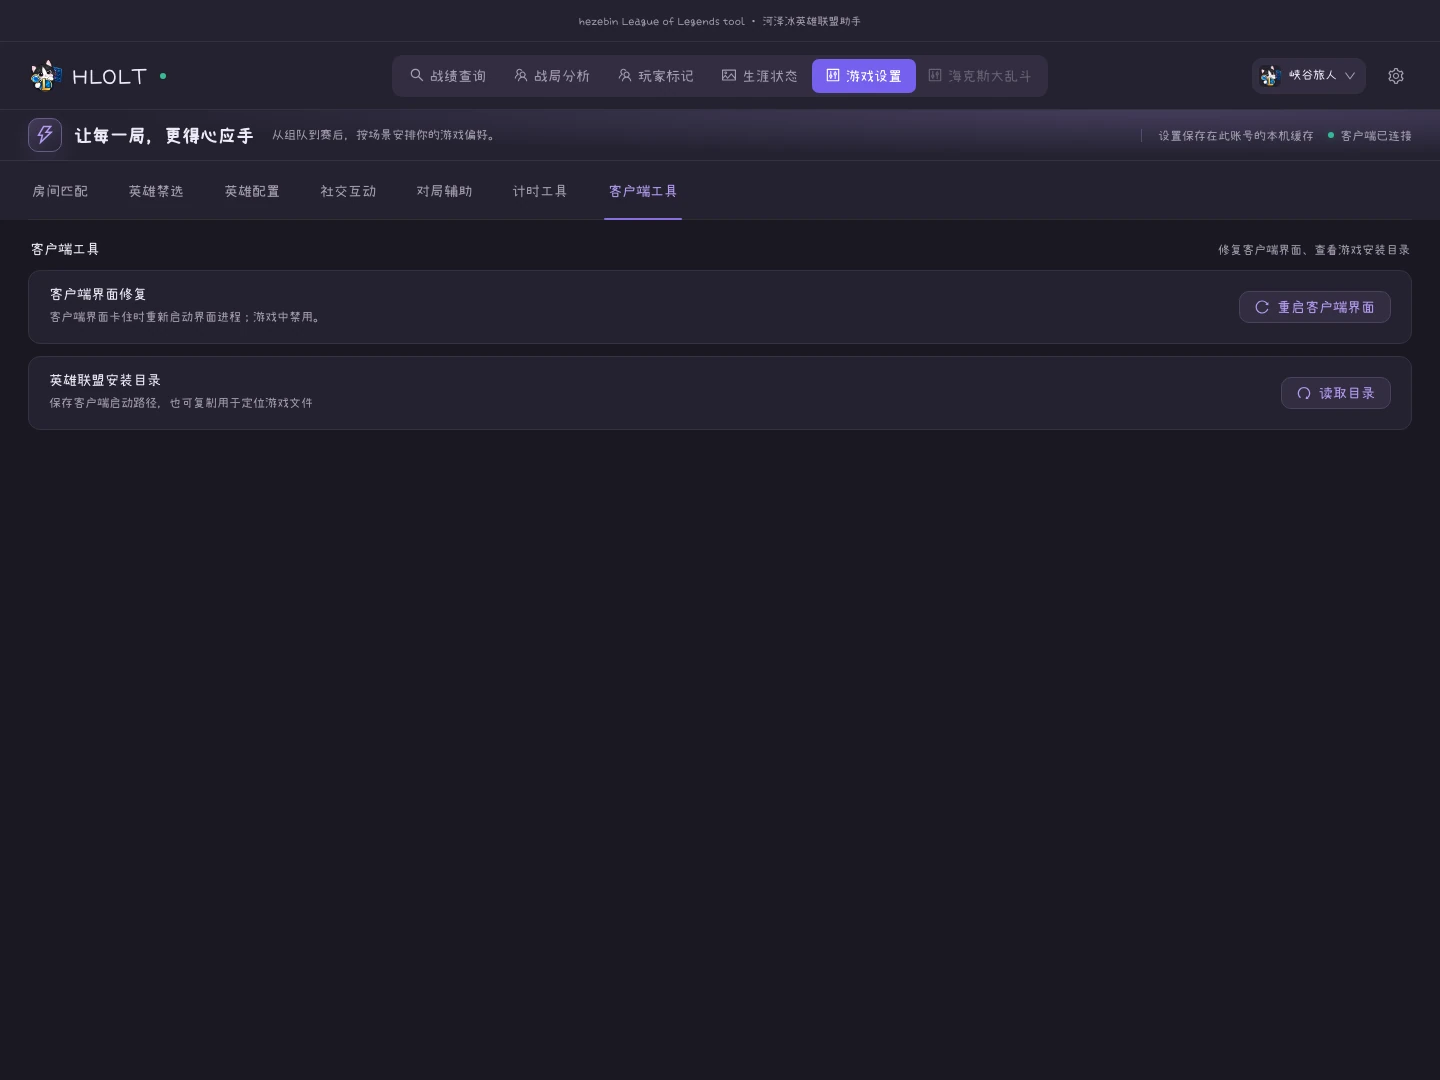 hezebin League of Legends tool · 河泽冰英雄联盟助手
HLOLT
战绩查询 战局分析 玩家标记 生涯状态 游戏设置 海克斯大乱斗
峡谷旅人
让每一局，更得心应手 从组队到赛后，按场景安排你的游戏偏好。
设置保存在此账号的本机缓存 客户端已连接
房间匹配 英雄禁选 英雄配置 社交互动 对局辅助 计时工具 客户端工具
客户端工具 修复客户端界面、查看游戏安装目录
客户端界面修复
客户端界面卡住时重新启动界面进程；游戏中禁用。
重启客户端界面
英雄联盟安装目录
保存客户端启动路径，也可复制用于定位游戏文件
读取目录